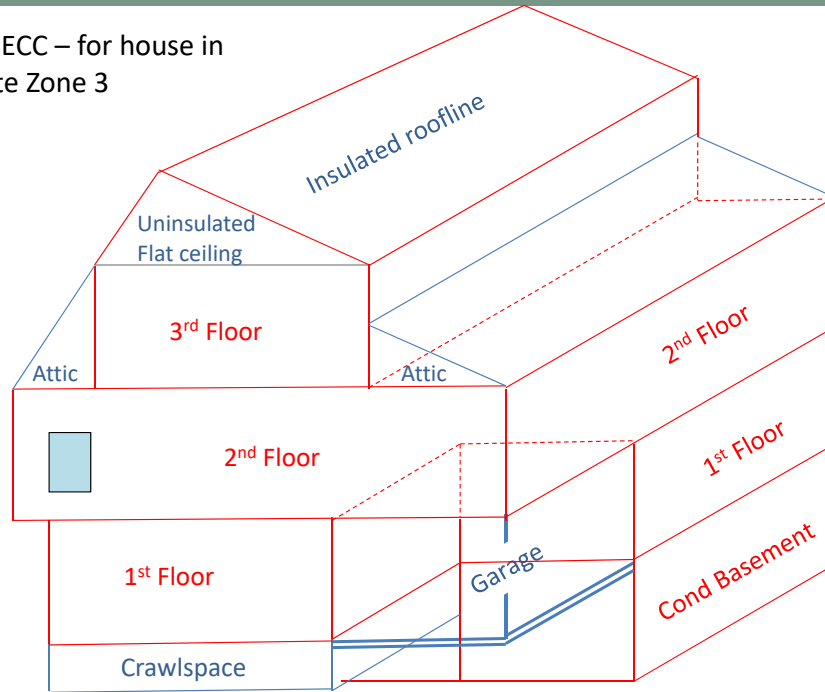 ECC – for house in
te Zone 3
Insulated roofline
Uninsulated
Flat ceiling
3rd Floor
2nd Floor
Attic
Attic
2nd Floor
1st Floor
1st Floor
Garage
Cond Basement
Crawlspace